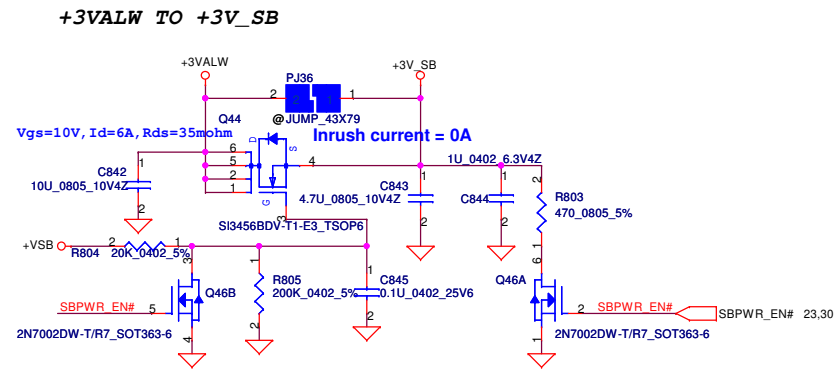 +3VALW TO +3V_SB
+3VALW
+3V_SB
PJ36
2 2 1 1
@JUMP_43X79
Q44
Vgs=10V,Id=6A,Rds=35mohm
Inrush current = 0A
D
S
G
6
5
2
1
4
3
1
C842
10U_0805_10V4Z
2
SI3456BDV-T1-E3_TSOP6
1
C843
4.7U_0805_10V4Z
2
1U_0402_6.3V4Z
1
C844
2
2
R803
470_0805_5%
1
+VSB
2
1
R804
20K_0402_5%
3
Q46B
SBPWR_EN#
5
2N7002DW-T/R7_SOT363-6
4
1
R805
200K_0402_5%
2
1
C845
0.1U_0402_25V6
2
6
Q46A
SBPWR_EN#
2
SBPWR_EN# 23,30
2N7002DW-T/R7_SOT363-6
1